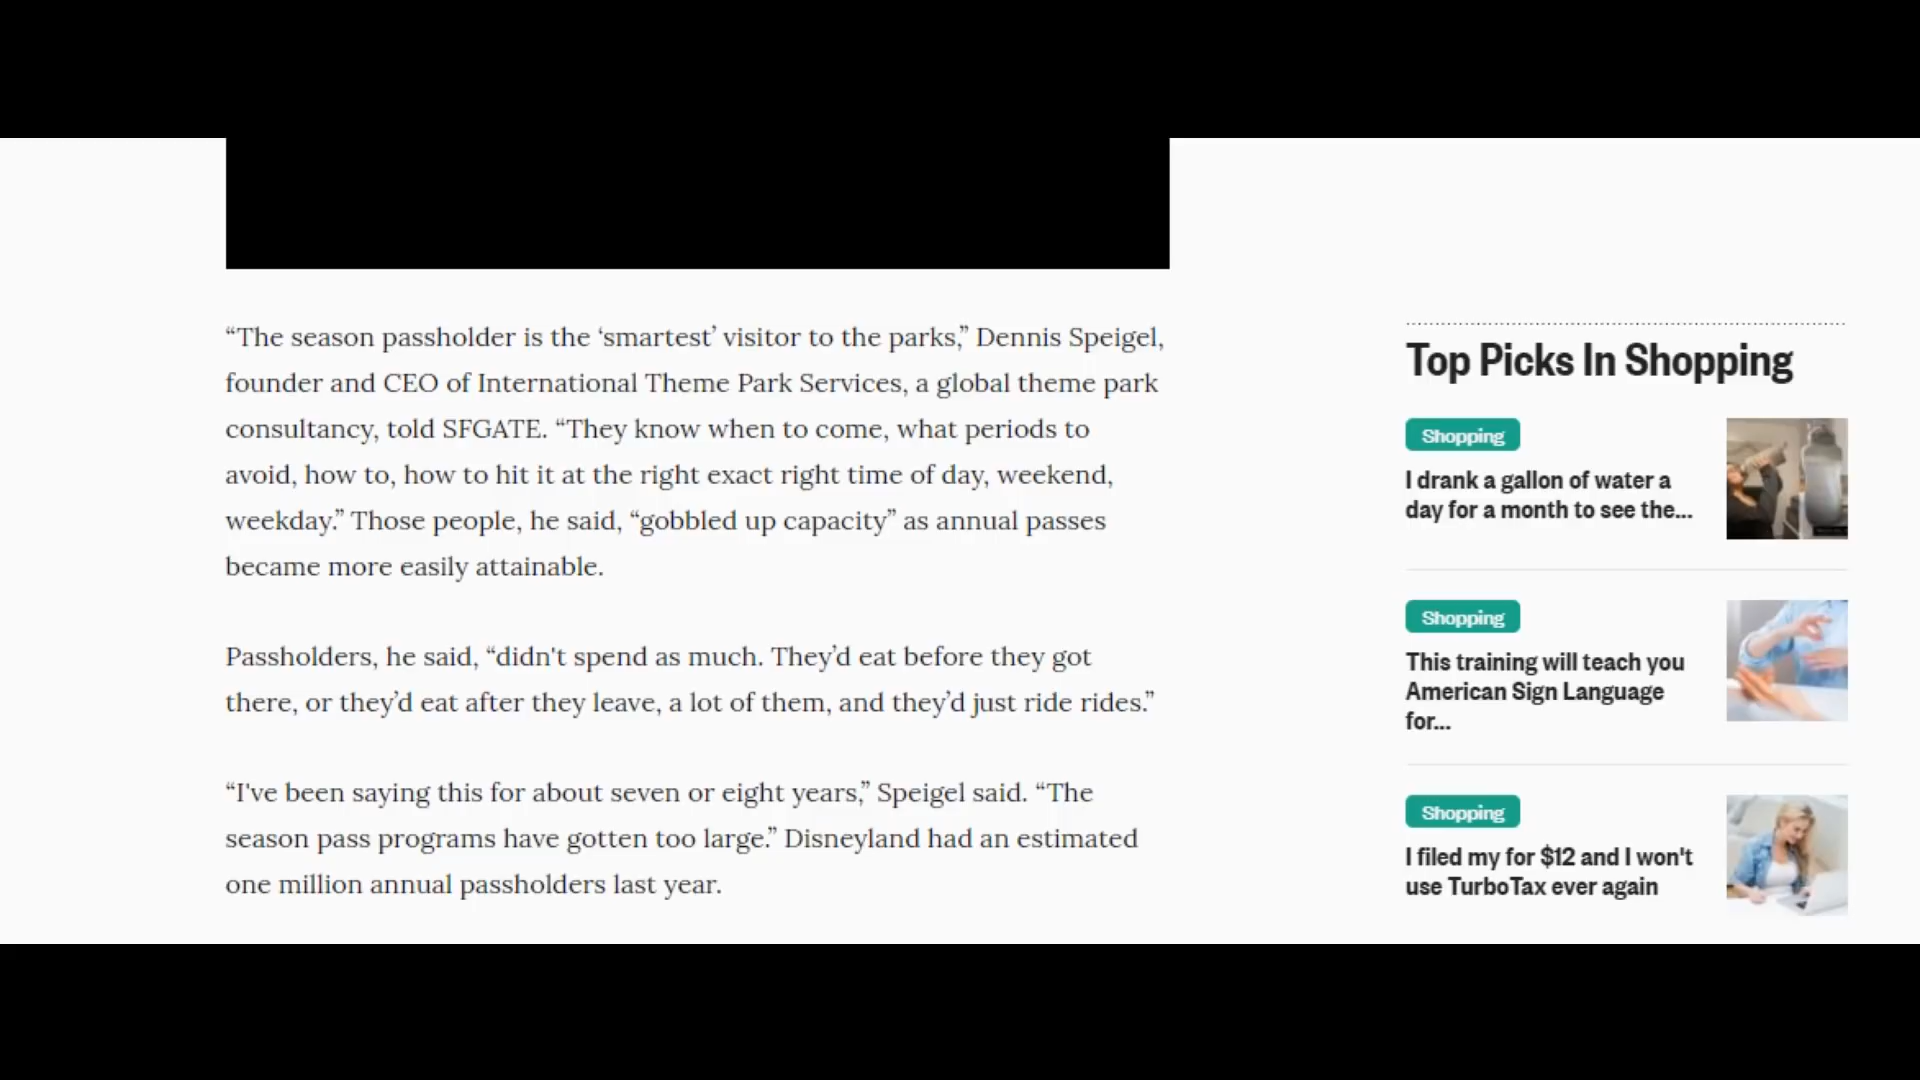 “The season passholder is the ‘smartest’ visitor to the parks,” Dennis Speigel,
founder and CEO of International Theme Park Services, a global theme park
consultancy, told SFGATE. “They know when to come, what periods to
avoid, how to, how to hit it at the right exact right time of day, weekend,
weekday.” Those people, he said, “gobbled up capacity” as annual passes
became more easily attainable.
Passholders, he said, “didn't spend as much. They’d eat before they got
there, or they’d eat after they leave, a lot of them, and they’d just ride rides.”
“I've been saying this for about seven or eight years,” Speigel said. “The
season pass programs have gotten too large.” Disneyland had an estimated
one million annual passholders last year.
Top Picks In Shopping
Shopping
I drank a gallon of water a
day for a month to see the...
Shopping
This training will teach you
American Sign Language
for...
Shopping
I filed my for $12 and I won't
use TurboTax ever again